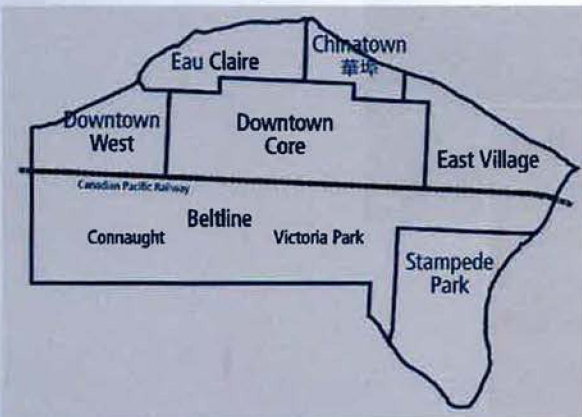 Chinatown
華埠
Eau Claire
Downtown
West
Downtown
Core
East Village
Canadian Pacific Railway
Beltline
Connaught
Victoria Park
Stampede
Park